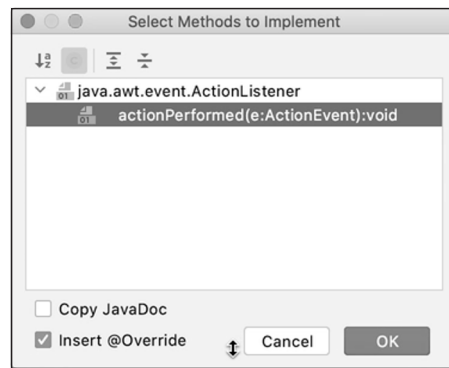 Select Methods to Implement
java.awt.event.ActionListener
actionPerformed(e:ActionEvent):void
Copy JavaDoc
Insert @Override
Cancel
OK